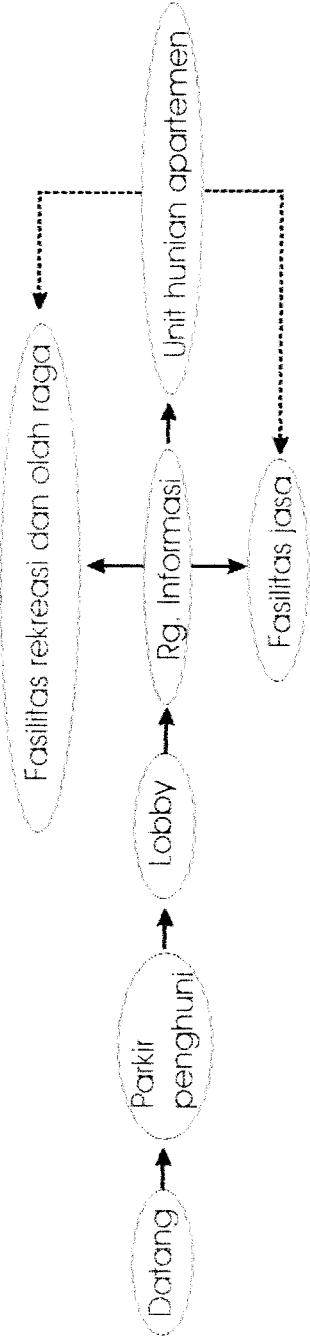 Datang
Parkir
penghuni
Lobby
Rg. Informasi
Fasilitas rekreasi dan olah raga
Fasilitas jasa
Unit hunian apartemen